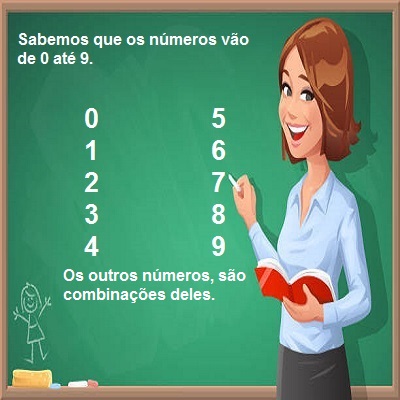 Sabemos que os números vão
de 0 até 9.
0 5
1 6
2 7
3 8
4 9
Os outros números, são
combinações deles.